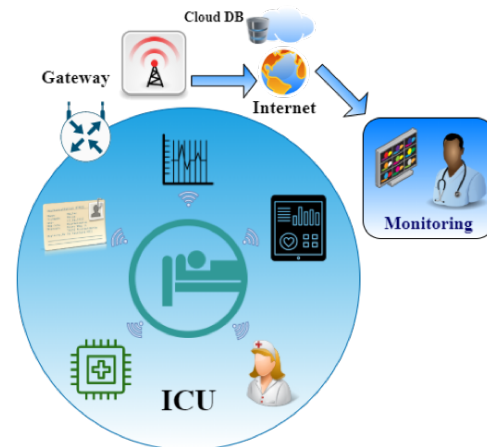 Cloud DB
Gateway
Internet
Monitoring
ICU